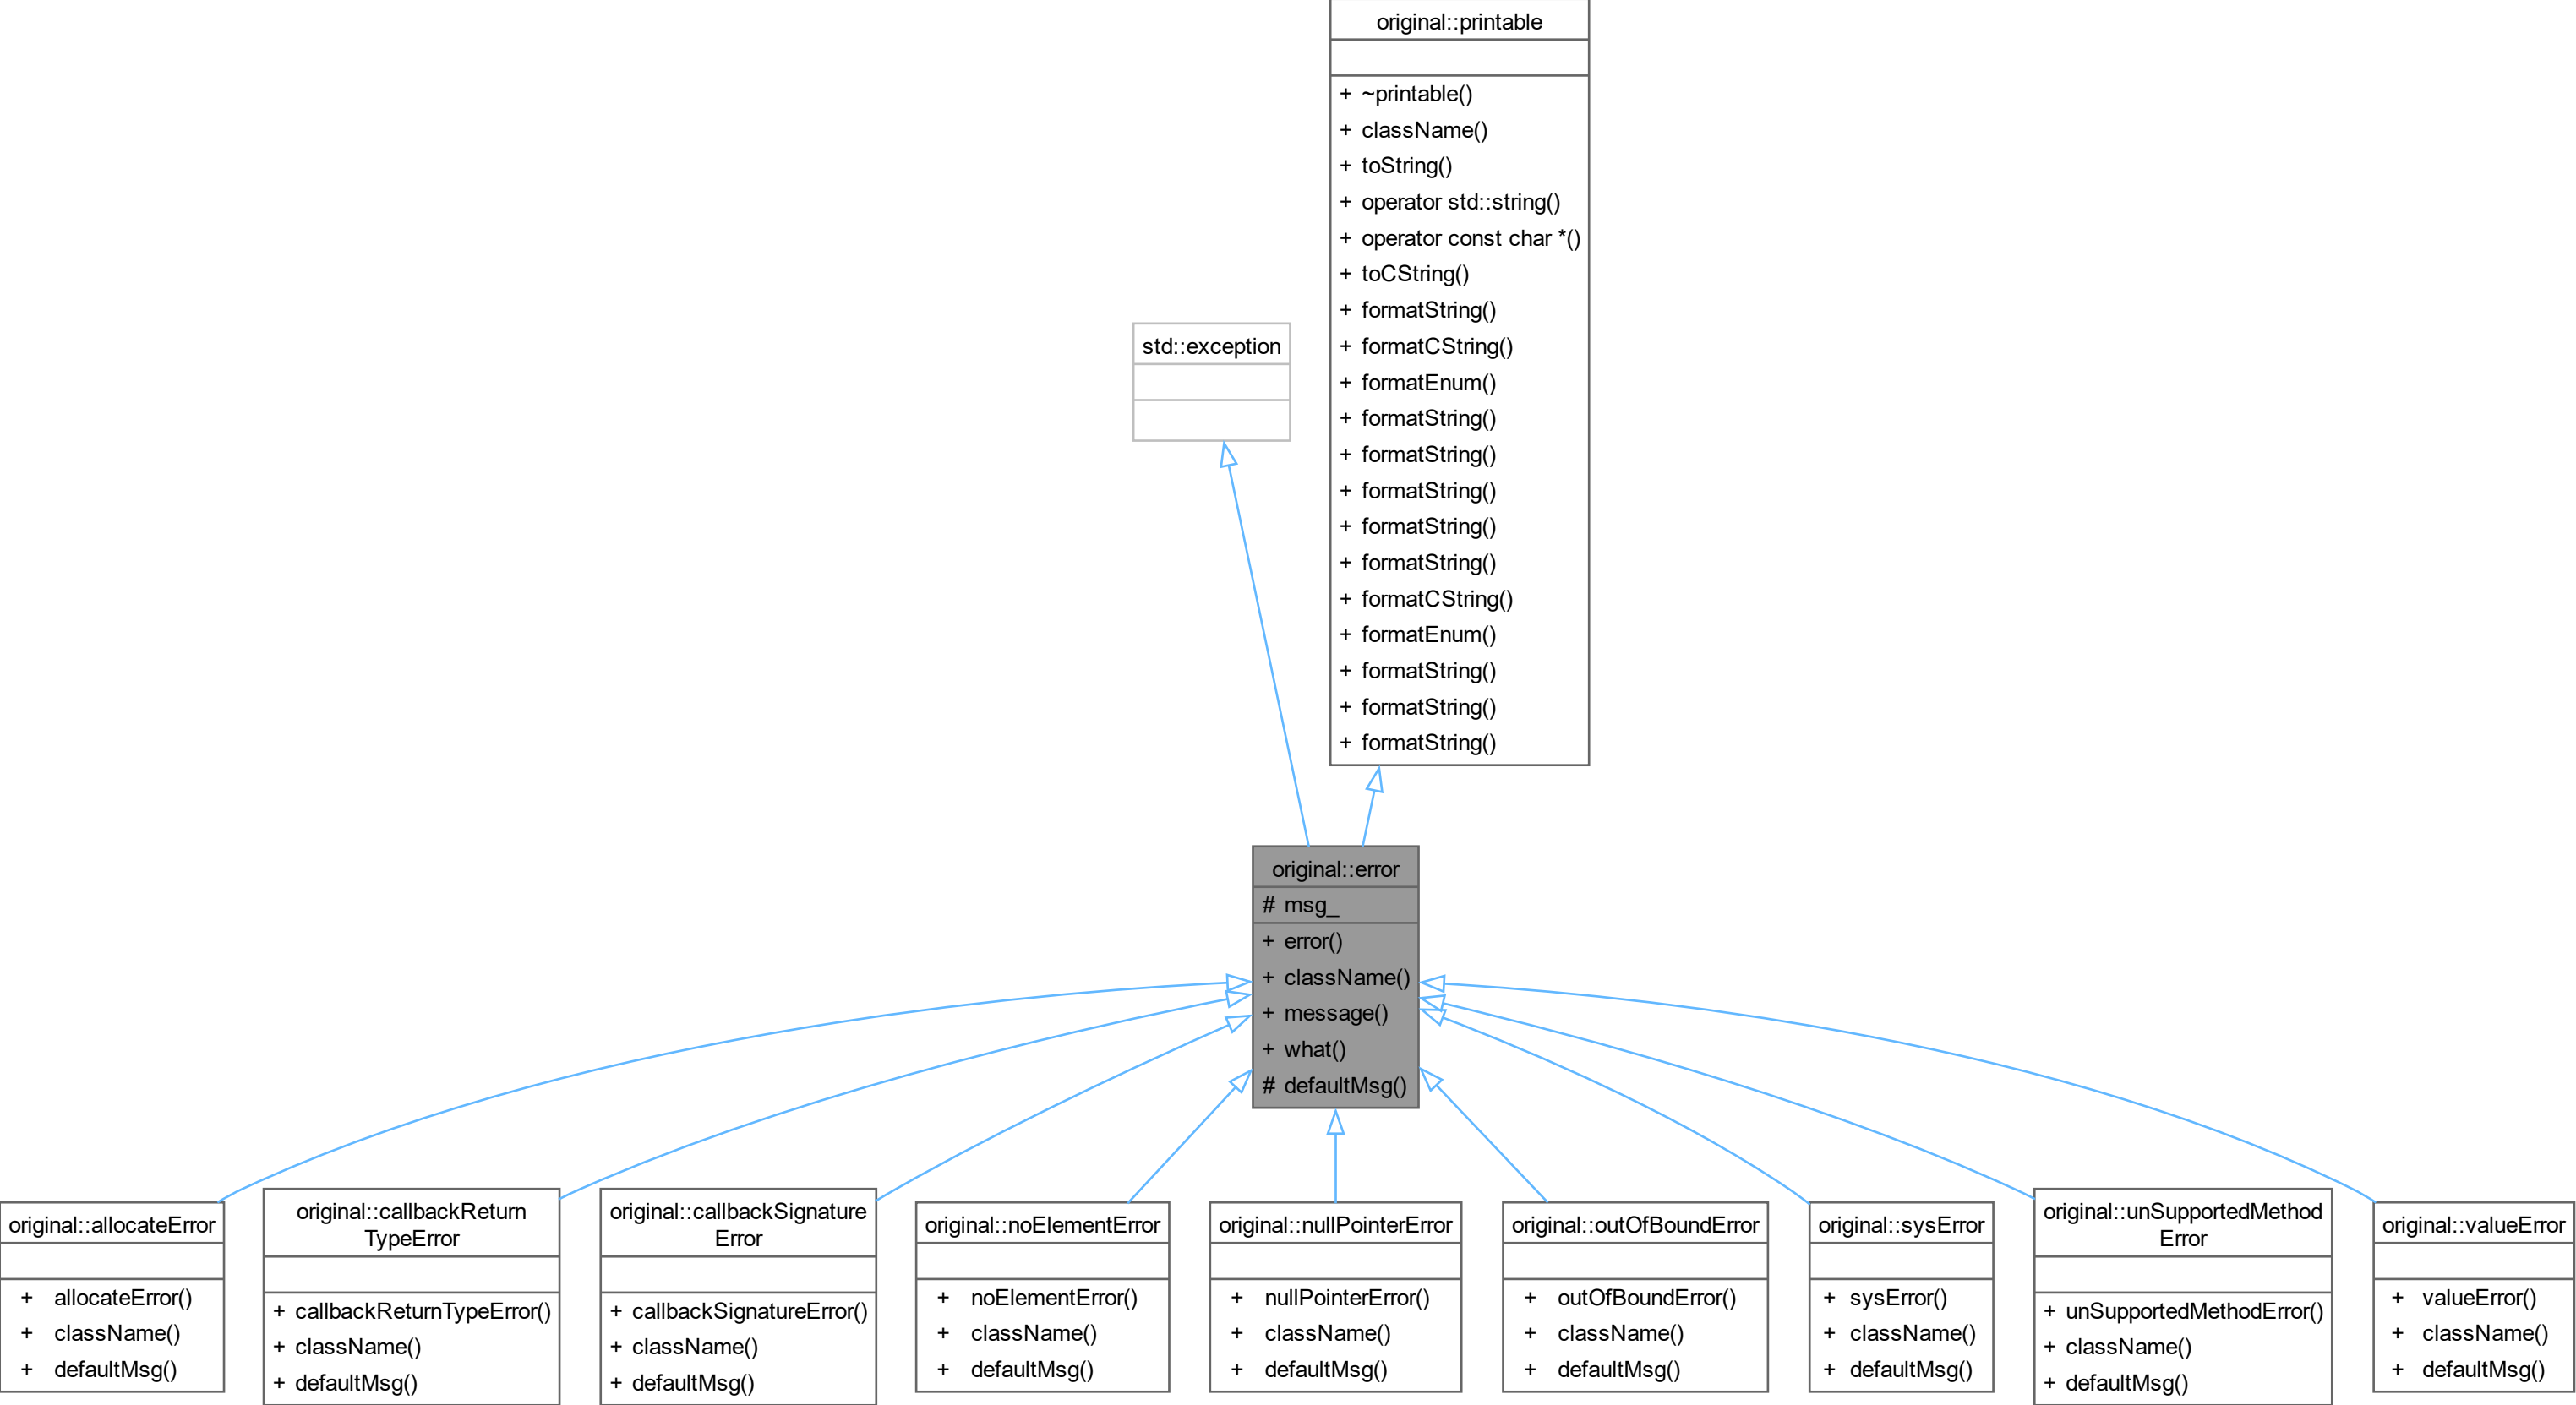 original::printable
+ ~printable()
+ className()
+ toString()
+ operator std::string()
+ operator const char *()
+ toCString()
+ formatString()
+ formatCString()
+ formatEnum()
+ formatString()
+ formatString()
+ formatString()
+ formatString()
+ formatString()
+ formatCString()
+ formatEnum()
+ formatString()
+ formatString()
+ formatString()
std::exception
original::error
# msg_
+ error()
+ className()
+ message()
+ what()
# defaultMsg()
original::allocateError
+ allocateError()
+ className()
+ defaultMsg()
original::callbackReturn
TypeError
+ callbackReturnTypeError()
+ className()
+ defaultMsg()
original::callbackSignature
Error
+ callbackSignatureError()
+ className()
+ defaultMsg()
original::noElementError
+ noElementError()
+ className()
+ defaultMsg()
original::nullPointerError
+ nullPointerError()
+ className()
+ defaultMsg()
original::outOfBoundError
+ outOfBoundError()
+ className()
+ defaultMsg()
original::sysError
+ sysError()
+ className()
+ defaultMsg()
original::unSupportedMethod
Error
+ unSupportedMethodError()
+ className()
+ defaultMsg()
original::valueError
+ valueError()
+ className()
+ defaultMsg()